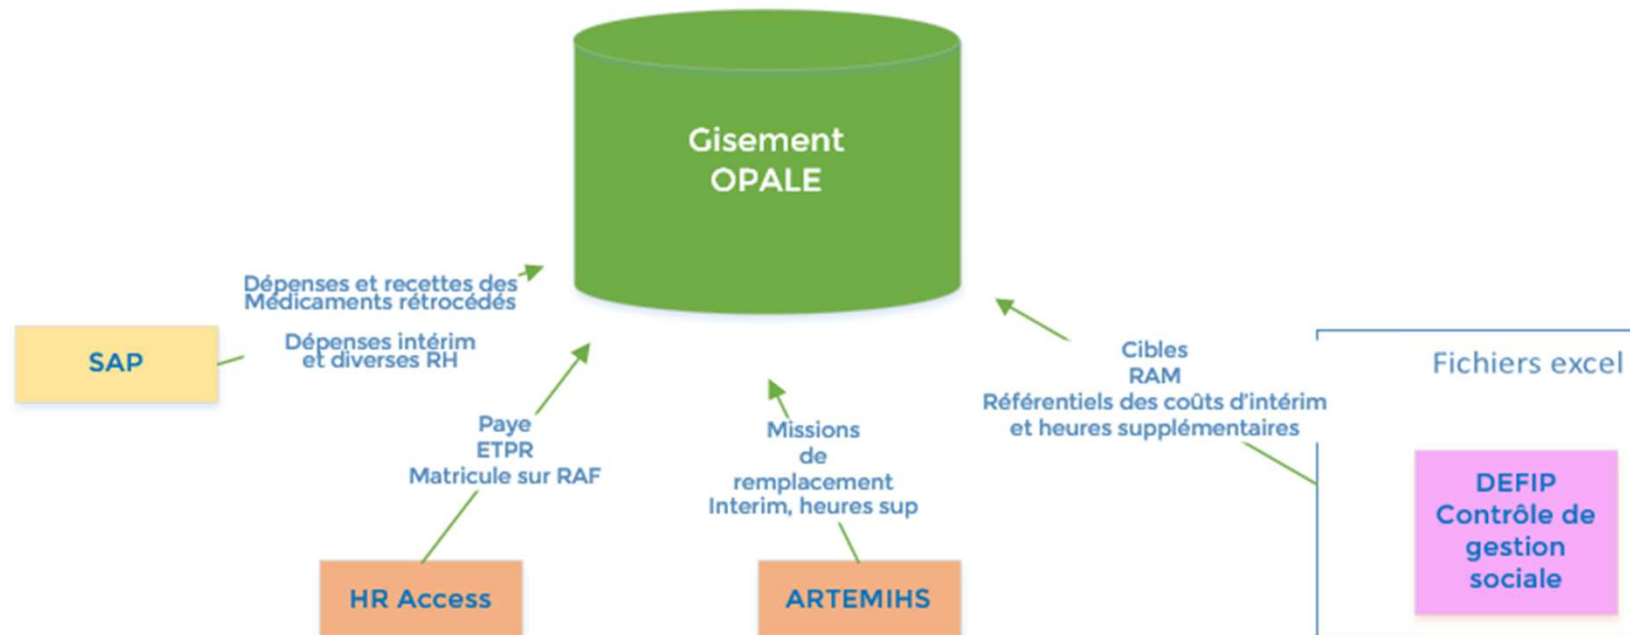 Gisement
OPALE
Dépenses et recettes des
Médicaments rétrocédés
Dépenses intérim
et diverses RH
SAP
Cibles
RAM
Référentiels des coûts d'intérim
et heures supplémentaires
Fichiers excel
Paye
ETPR
Matricule sur RAF
Missions
de
remplacement
Interim, heures sup
DEFIP
Contrôle de
gestion
sociale
HR Access
ARTEMIHS